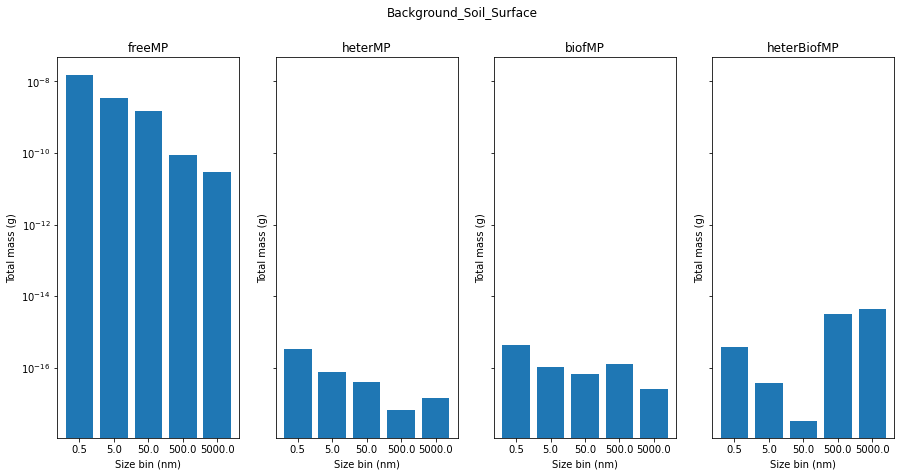 Background_Soil_Surface
freeMP
heterMP
biofMP
heterBiofMP
10⁻⁸
10⁻¹⁰
10⁻¹²
10⁻¹⁴
10⁻¹⁶
Total mass (g)
Total mass (g)
Total mass (g)
Total mass (g)
0.5 5.0 50.0 500.0 5000.0
0.5 5.0 50.0 500.0 5000.0
0.5 5.0 50.0 500.0 5000.0
0.5 5.0 50.0 500.0 5000.0
Size bin (nm)
Size bin (nm)
Size bin (nm)
Size bin (nm)